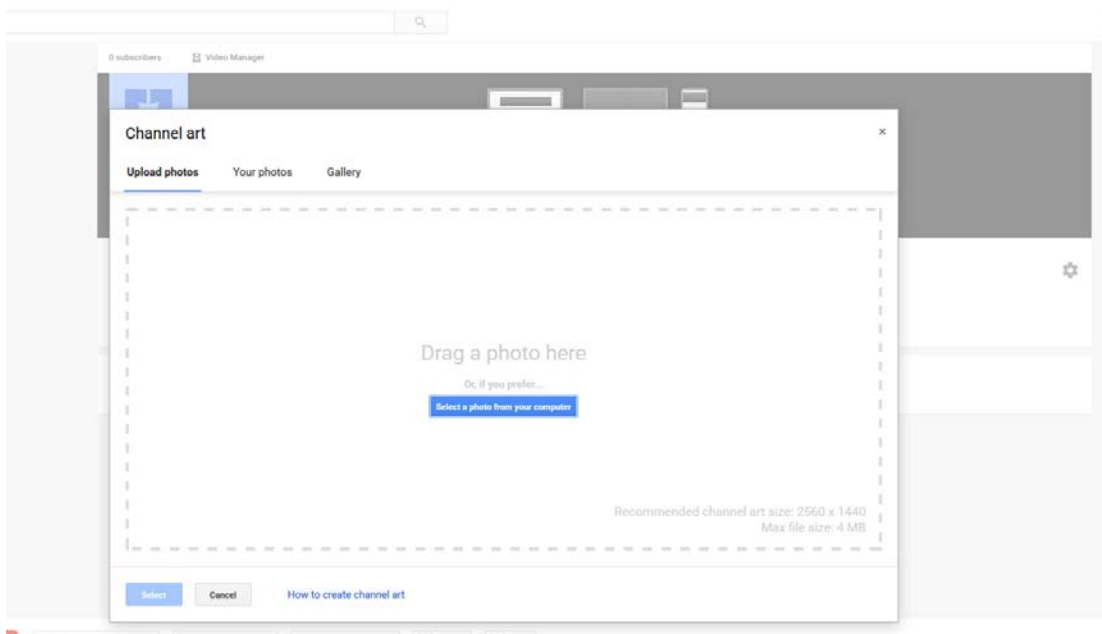 0 subscribers Video Manager
Channel art ×
Upload photos Your photos Gallery
Drag a photo here
Or, if you prefer...
Select a photo from your computer
Recommended channel art size: 2560 x 1440
Max file size: 4 MB
Select Cancel How to create channel art